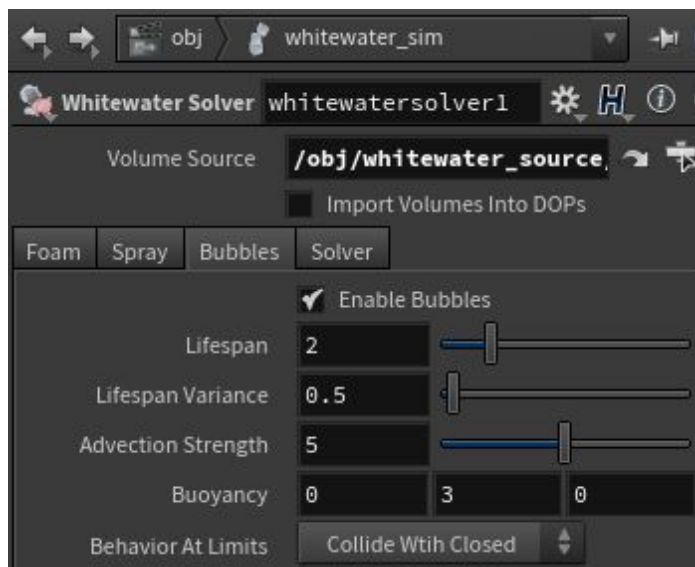 obj whitewater_sim
Whitewater Solver whitewatersolver1
Volume Source /obj/whitewater_source/
Import Volumes Into DOPs
Foam Spray Bubbles Solver
Enable Bubbles
Lifespan 2
Lifespan Variance 0.5
Advection Strength 5
Buoyancy 0 3 0
Behavior At Limits Collide Wtih Closed